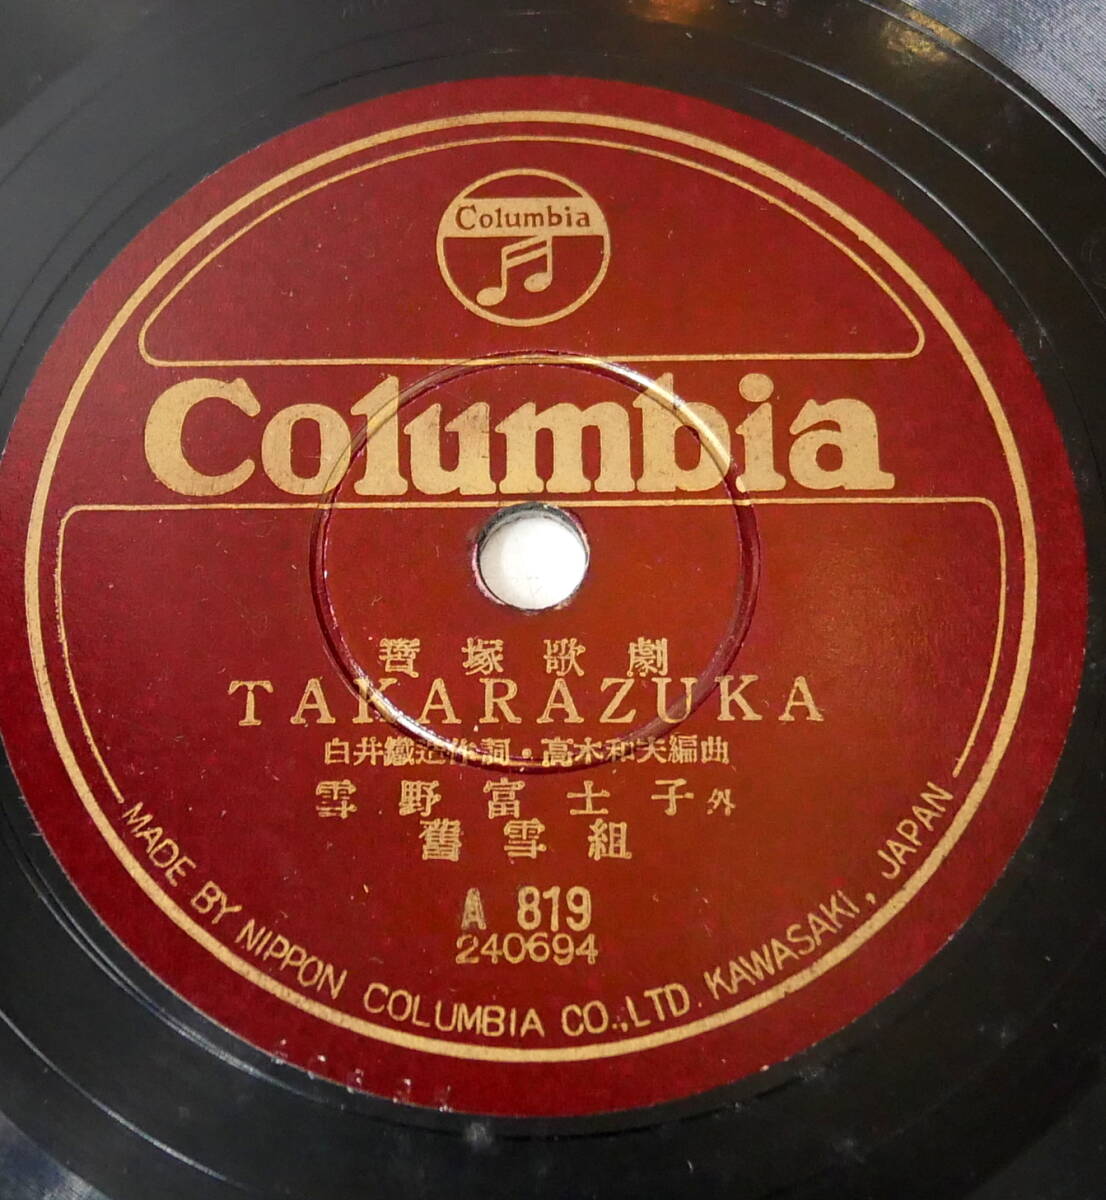 Columbia
Columbia
寶塚歌劇
TAKARAZUKA
白井鐵造作詞・高木和夫編曲
雪野富士子外
舊雪組
A 819
240694
MADE BY NIPPON COLUMBIA CO., LTD. KAWASAKI, JAPAN